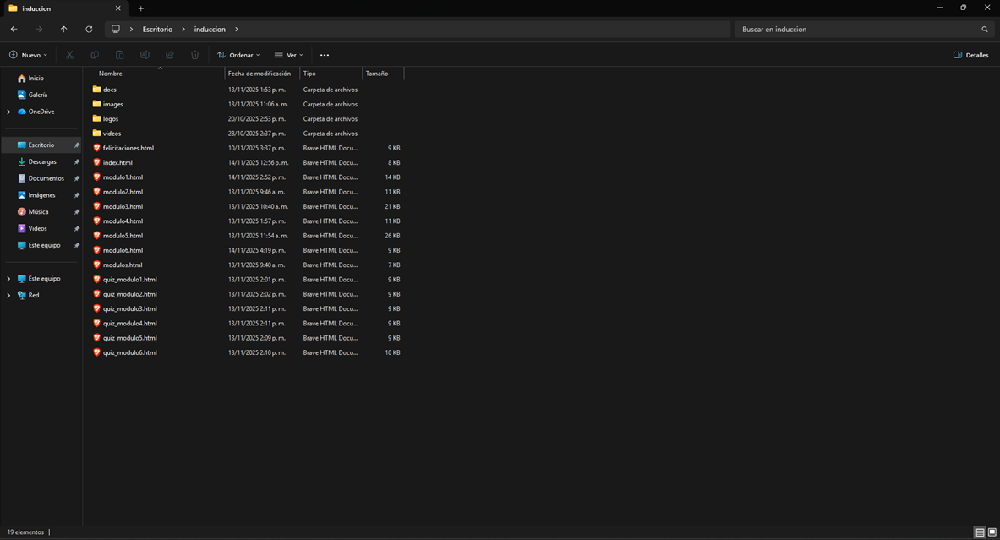 induccion
Escritorio
induccion
Buscar en induccion
Nuevo
Ordenar
Ver
Detalles
Inicio
Galería
OneDrive
Escritorio
Descargas
Documentos
Imágenes
Música
Videos
Este equipo
Este equipo
Red
Nombre Fecha de modificación Tipo Tamaño
docs 13/11/2025 1:53 p. m. Carpeta de archivos
images 13/11/2025 11:06 a. m. Carpeta de archivos
logos 20/10/2025 2:53 p. m. Carpeta de archivos
videos 28/10/2025 2:37 p. m. Carpeta de archivos
felicitaciones.html 10/11/2025 3:37 p. m. Brave HTML Docu... 9 KB
index.html 14/11/2025 12:56 p. m. Brave HTML Docu... 8 KB
modulo1.html 14/11/2025 2:52 p. m. Brave HTML Docu... 14 KB
modulo2.html 13/11/2025 9:46 a. m. Brave HTML Docu... 11 KB
modulo3.html 13/11/2025 10:40 a. m. Brave HTML Docu... 21 KB
modulo4.html 13/11/2025 1:57 p. m. Brave HTML Docu... 11 KB
modulo5.html 13/11/2025 11:54 a. m. Brave HTML Docu... 26 KB
modulo6.html 14/11/2025 4:19 p. m. Brave HTML Docu... 9 KB
modulos.html 13/11/2025 9:40 a. m. Brave HTML Docu... 7 KB
quiz_modulo1.html 13/11/2025 2:01 p. m. Brave HTML Docu... 9 KB
quiz_modulo2.html 13/11/2025 2:02 p. m. Brave HTML Docu... 9 KB
quiz_modulo3.html 13/11/2025 2:11 p. m. Brave HTML Docu... 9 KB
quiz_modulo4.html 13/11/2025 2:11 p. m. Brave HTML Docu... 9 KB
quiz_modulo5.html 13/11/2025 2:09 p. m. Brave HTML Docu... 9 KB
quiz_modulo6.html 13/11/2025 2:10 p. m. Brave HTML Docu... 10 KB
19 elementos